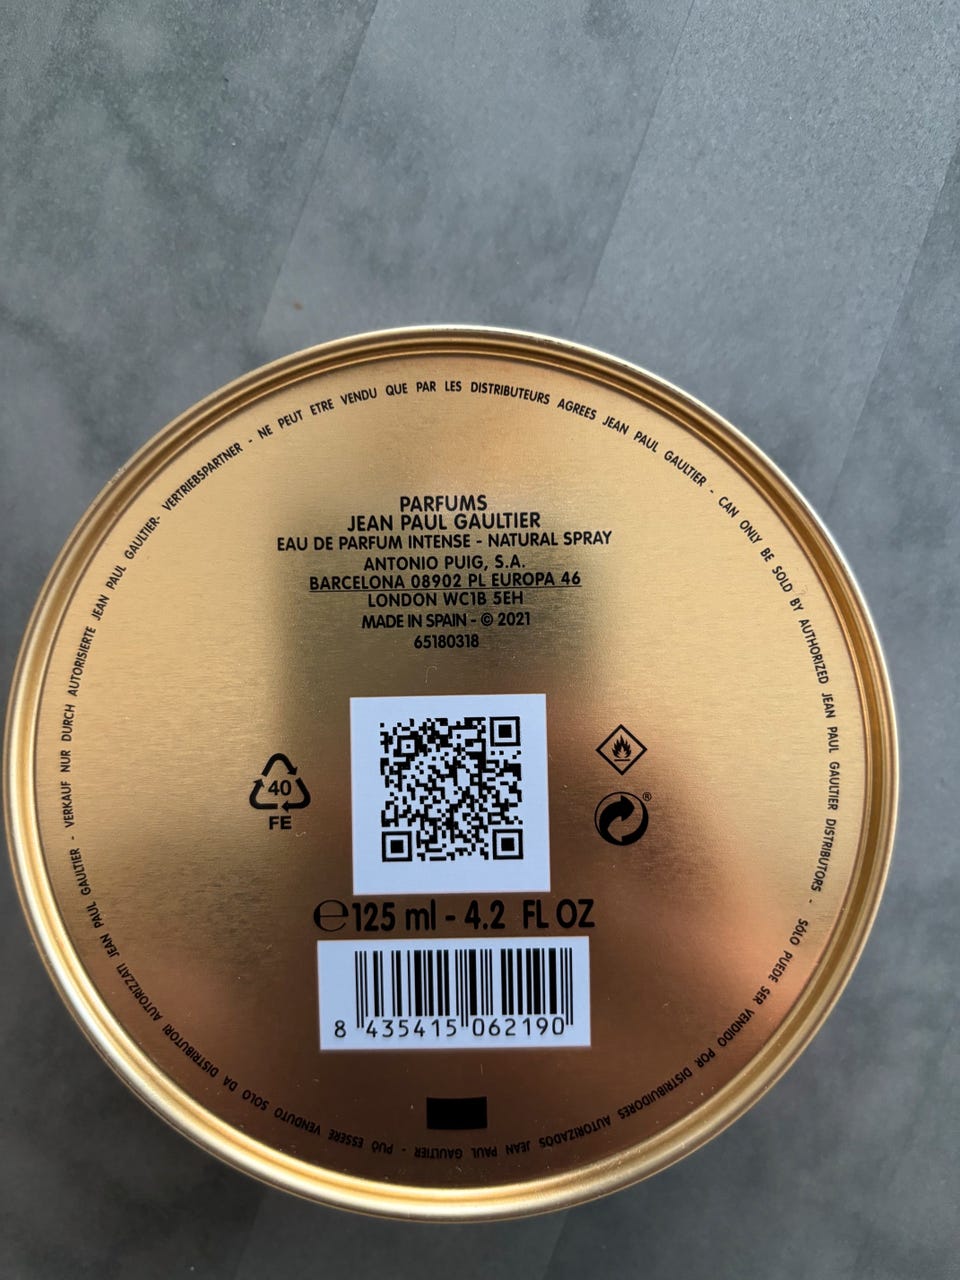 PARFUMS
JEAN PAUL GAULTIER
EAU DE PARFUM INTENSE - NATURAL SPRAY
ANTONIO PUIG, S.A.
BARCELONA 08902 PL EUROPA 46
LONDON WC1B 5EH
MADE IN SPAIN - © 2021
65180318
40
FE
®
℮125 ml - 4.2 FL OZ
8 435415 062190
NE PEUT ETRE VENDU QUE PAR LES DISTRIBUTEURS AGREES JEAN PAUL GAULTIER - CAN ONLY BE SOLD BY AUTHORIZED JEAN PAUL GAULTIER DISTRIBUTORS - SÓLO PUEDE SER VENDIDO POR DISTRIBUIDORES AUTORIZADOS JEAN PAUL GAULTIER - PUÒ ESSERE VENDUTO SOLO DA DISTRIBUTORI AUTORIZZATI JEAN PAUL GAULTIER - VERKAUF NUR DURCH AUTORISIERTE JEAN PAUL GAULTIER- VERTRIEBSPARTNER -